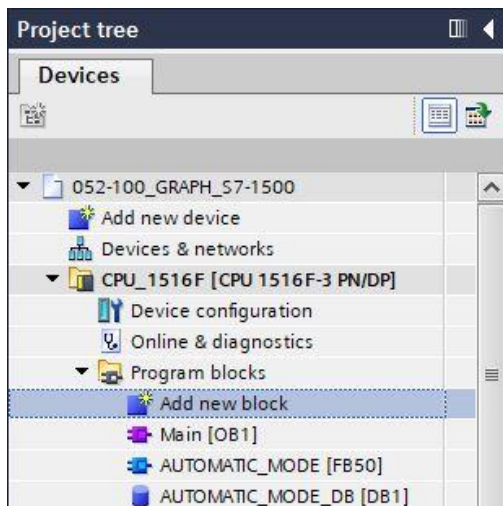 Project tree
Devices
052-100_GRAPH_S7-1500
Add new device
Devices & networks
CPU_1516F [CPU 1516F-3 PN/DP]
Device configuration
Online & diagnostics
Program blocks
Add new block
Main [OB1]
AUTOMATIC_MODE [FB50]
AUTOMATIC_MODE_DB [DB1]